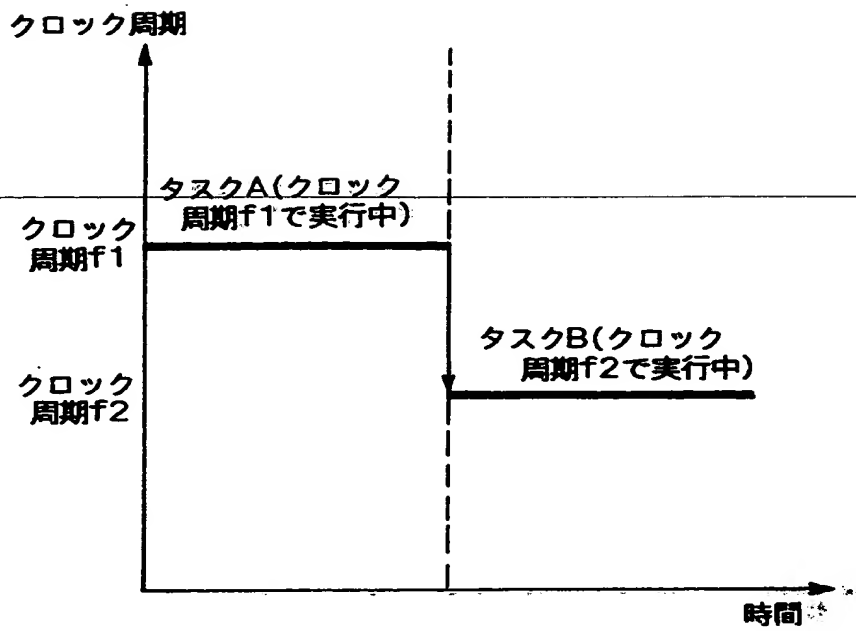 クロック周期
タスクA(クロック
周期f1で実行中)
クロック
周期f1
タスクB(クロック
周期f2で実行中)
クロック
周期f2
時間